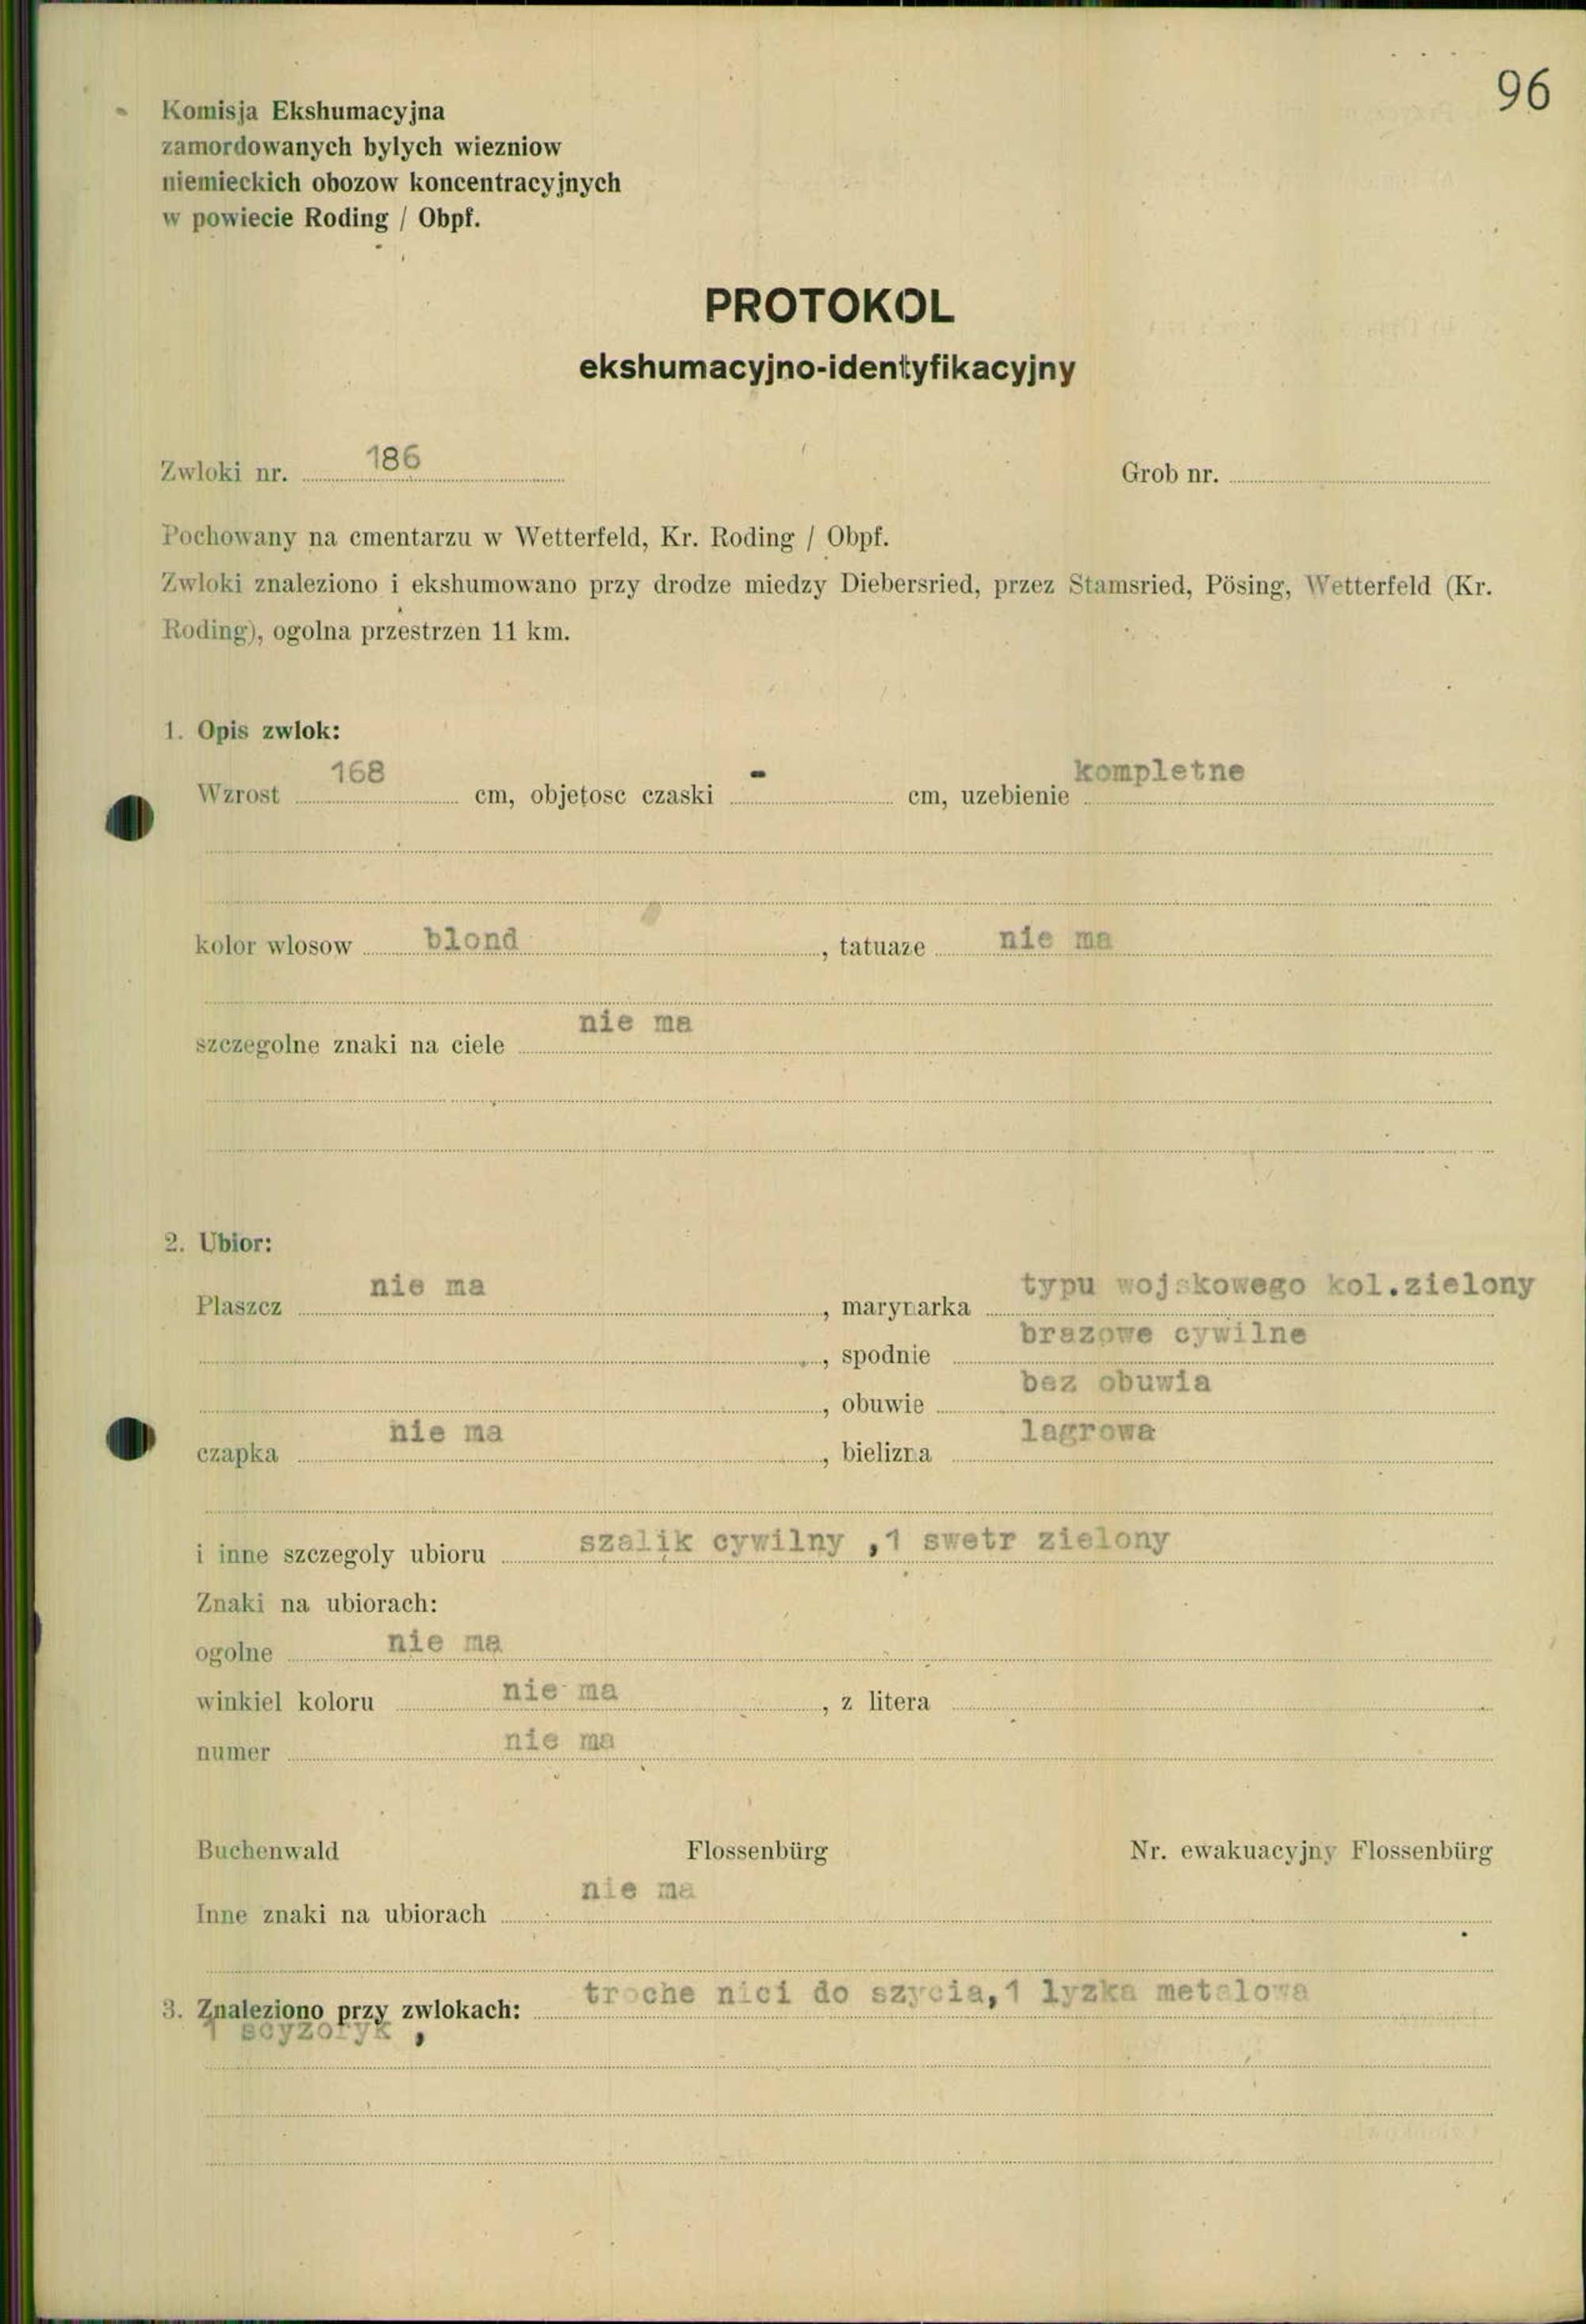 96
Komisja Ekshumacyjna
zamordowanych bylych wiezniow
niemieckich obozow koncentracyjnych
w powiecie Roding / Obpf.
PROTOKOL
ekshumacyjno-identyfikacyjny
Zwloki nr. 186 Grob nr.
Pochowany na cmentarzu w Wetterfeld, Kr. Roding / Obpf.
Zwloki znaleziono i ekshumowano przy drodze miedzy Diebersried, przez Stamsried, Pösing, Wetterfeld (Kr.
Roding), ogolna przestrzen 11 km.
1. Opis zwlok:
Wzrost 168 cm, objetosc czaski - cm, uzebienie kompletne
kolor wlosow blond, tatuaze nie ma
szczegolne znaki na ciele nie ma
2. Ubior:
Plaszcz nie ma, marynarka typu wojskowego kol.zielony
, spodnie brazowe cywilne
, obuwie bez obuwia
czapka nie ma, bielizna lagrowa
i inne szczegoly ubioru szalik cywilny ,1 swetr zielony
Znaki na ubiorach:
ogolne nie ma
winkiel koloru nie ma, z litera
numer nie ma
Buchenwald Flossenbürg Nr. ewakuacyjny Flossenbürg
Inne znaki na ubiorach nie ma
3. Znaleziono przy zwlokach: troche nici do szycia,1 lyzka metalowa
1 scyzoryk ,